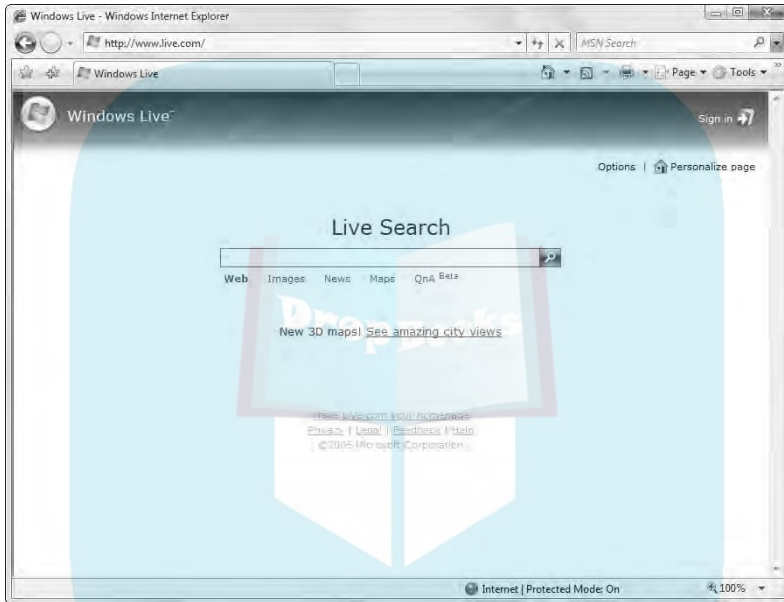 Windows Live - Windows Internet Explorer
http://www.live.com/
MSN Search
Windows Live
Page
Tools
Windows Live
Sign in
Options | Personalize page
Live Search
Web Images News Maps QnA Beta
New 3D maps! See amazing city views
DropBooks
Make Live.com your homepage
Privacy | Legal | Feedback | Help
Microsoft Corporation
Internet | Protected Mode: On
100%